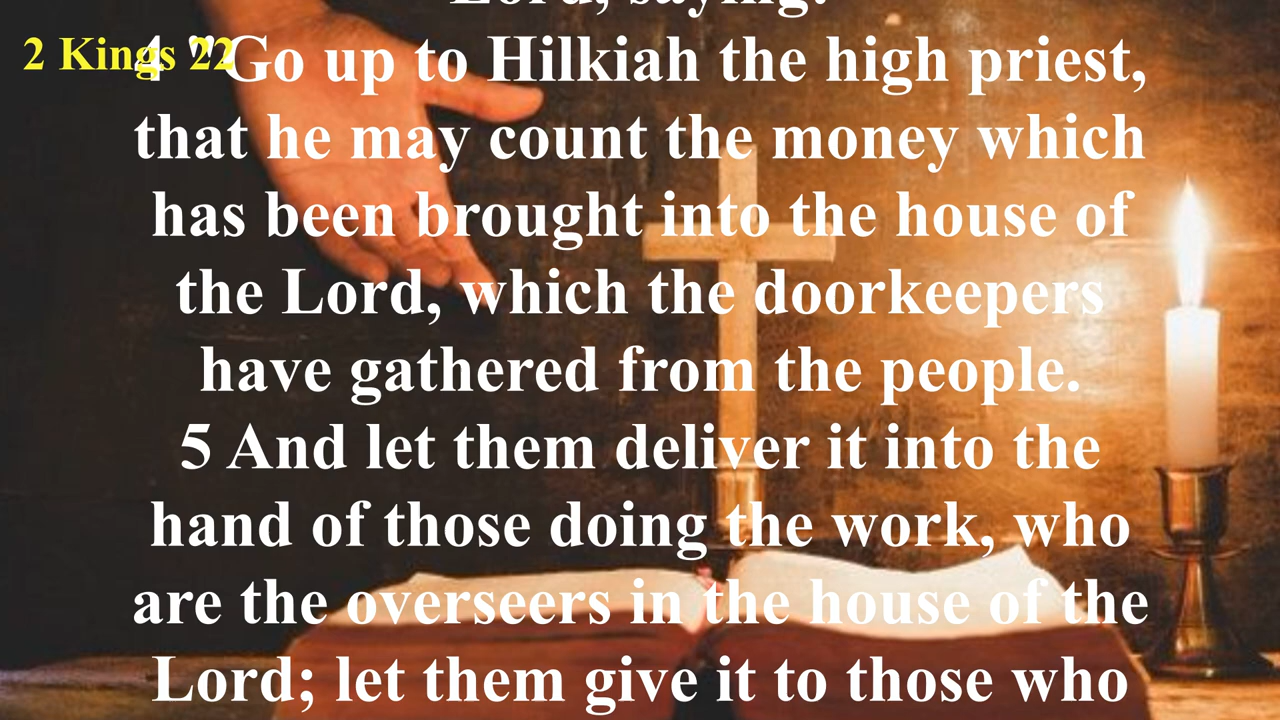 Lord, saying:
2 Kings 22
4 "Go up to Hilkiah the high priest,
that he may count the money which
has been brought into the house of
the Lord, which the doorkeepers
have gathered from the people.
5 And let them deliver it into the
hand of those doing the work, who
are the overseers in the house of the
Lord; let them give it to those who